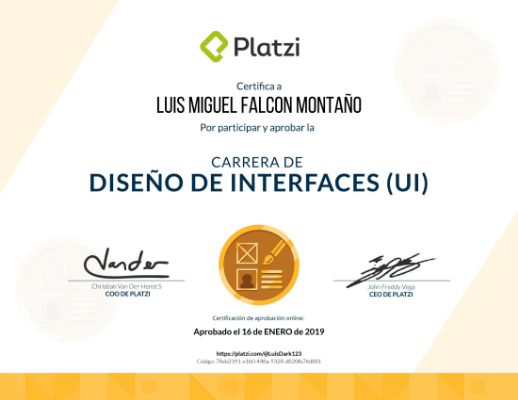 Platzi
Certifica a
LUIS MIGUEL FALCON MONTAÑO
Por participar y aprobar la
CARRERA DE
DISEÑO DE INTERFACES (UI)
Christian Van Der Henst S
COO DE PLATZI
John Freddy Vega
CEO DE PLATZI
Certificación de aprobación online:
Aprobado el 16 de ENERO de 2019
https://platzi.com/@LuisDark123
Código: